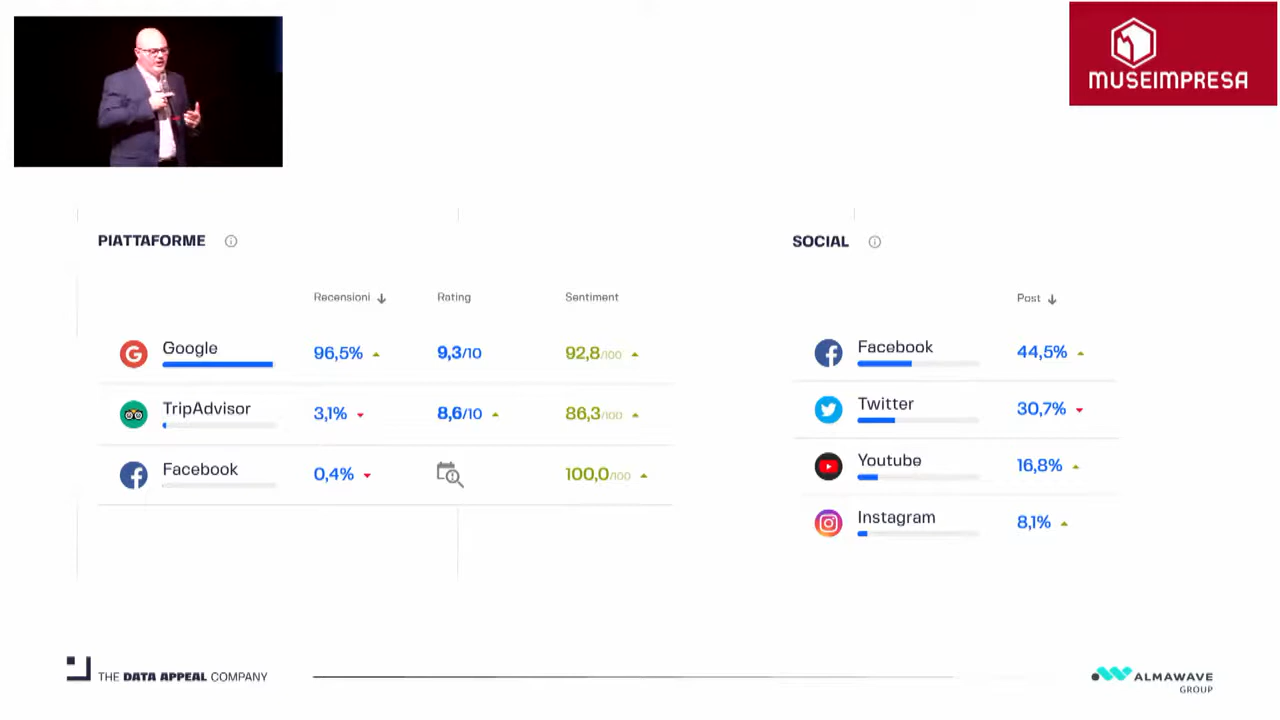 MUSEIMPRESA
PIATTAFORME
Recensioni Rating Sentiment
Google 96,5% 9,3/10 92,8/100
TripAdvisor 3,1% 8,6/10 86,3/100
Facebook 0,4% 100,0/100
SOCIAL
Post
Facebook 44,5%
Twitter 30,7%
Youtube 16,8%
Instagram 8,1%
THE DATA APPEAL COMPANY
ALMAWAVE
GROUP